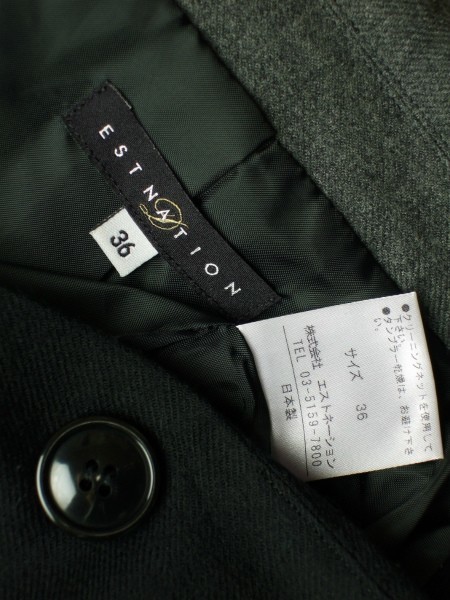 ESTNATION
36
●クリーニングネットを使用して
下さい。
●タンブラー乾燥は、お避け下さ
い。
サイズ 36
株式会社 エストネーション
TEL 03-5159-7800
日本製